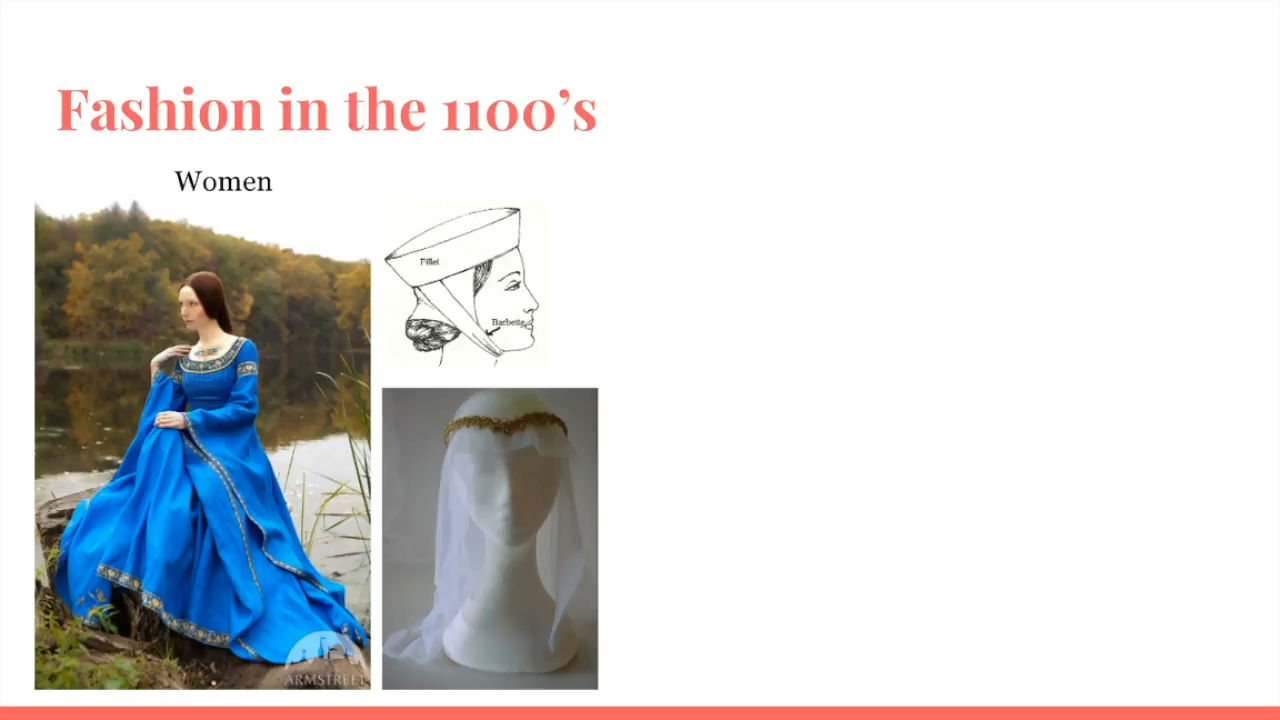 Fashion in the 1100's
Women
Fillet
Barbette
ARMSTREET